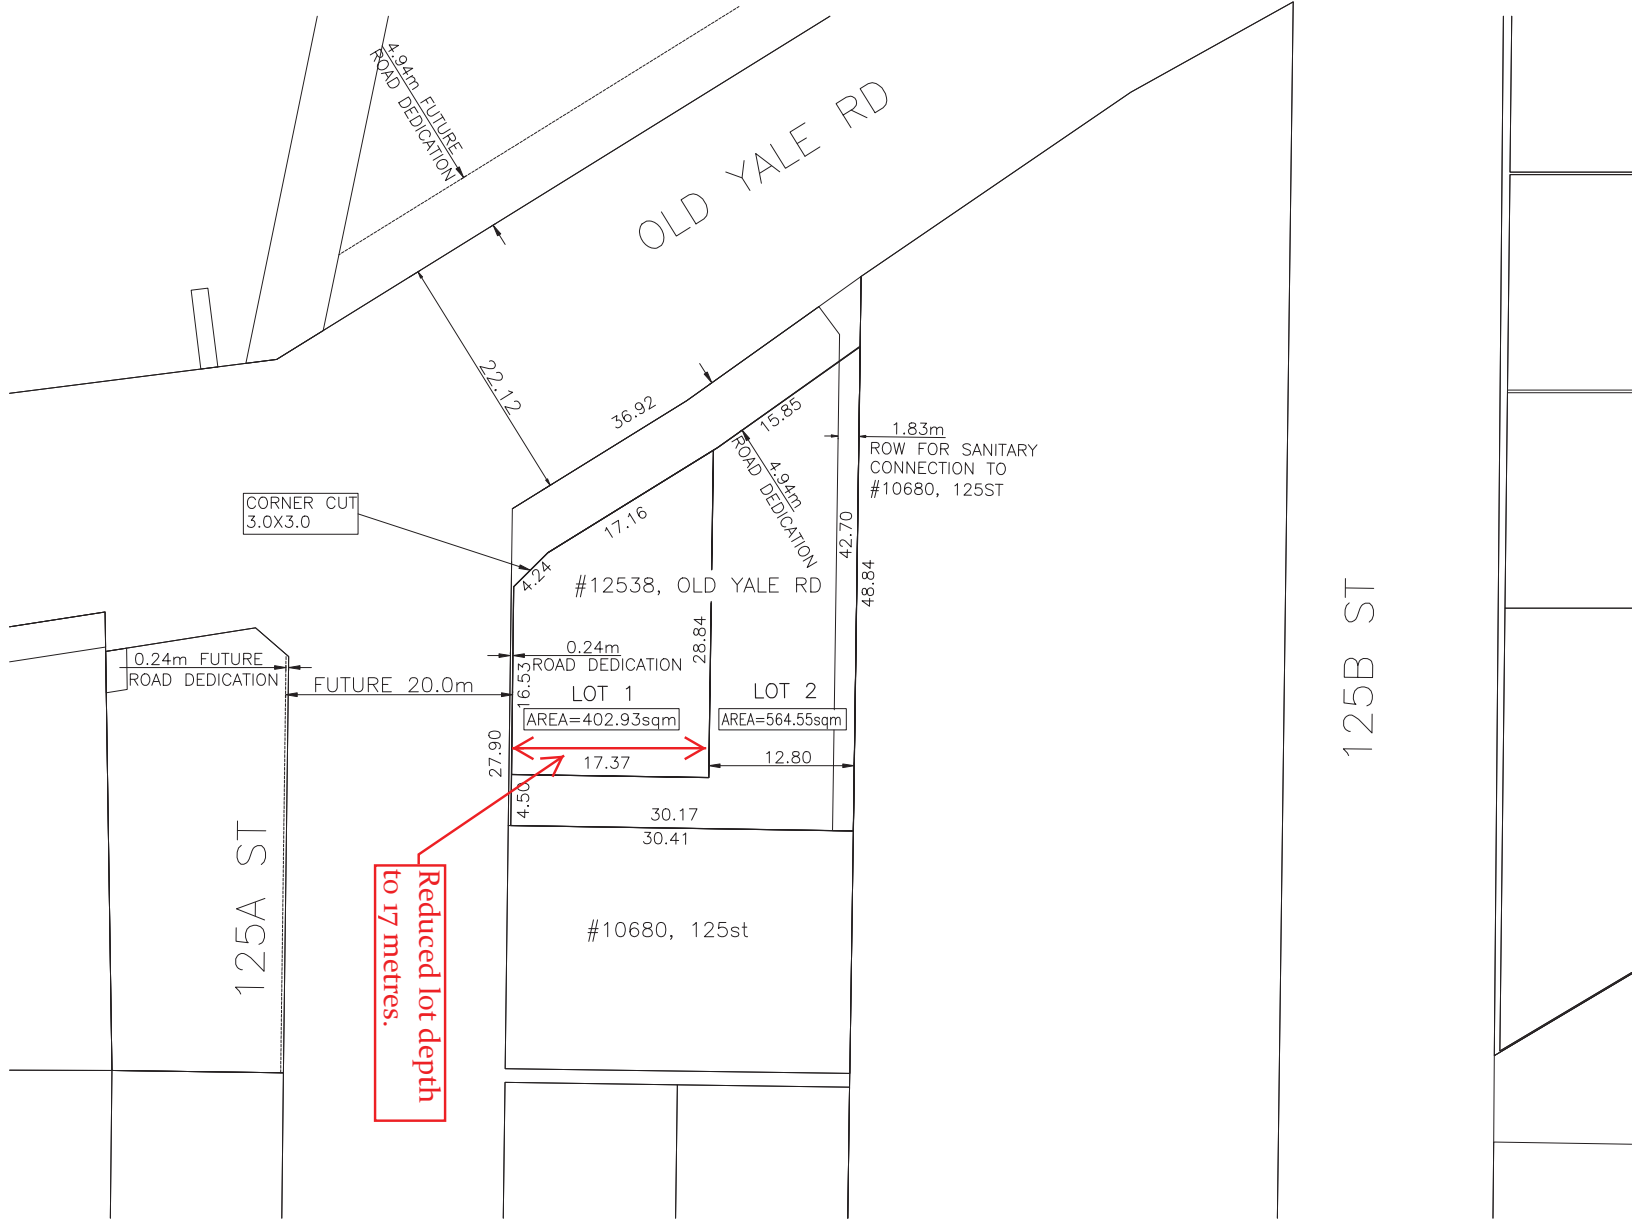 4.94m FUTURE
ROAD DEDICATION
OLD YALE RD
22.12
36.92
15.85
4.94m
ROAD DEDICATION
1.83m
ROW FOR SANITARY
CONNECTION TO
#10680, 125ST
CORNER CUT
3.0X3.0
17.16
4.24
42.70
48.84
#12538, OLD YALE RD
28.84
0.24m
ROAD DEDICATION
0.24m FUTURE
ROAD DEDICATION
FUTURE 20.0m
16.53
LOT 1
AREA=402.93sqm
LOT 2
AREA=564.55sqm
27.90
17.37
12.80
4.50
30.17
30.41
125B ST
125A ST
Reduced lot depth
to 17 metres.
#10680, 125st